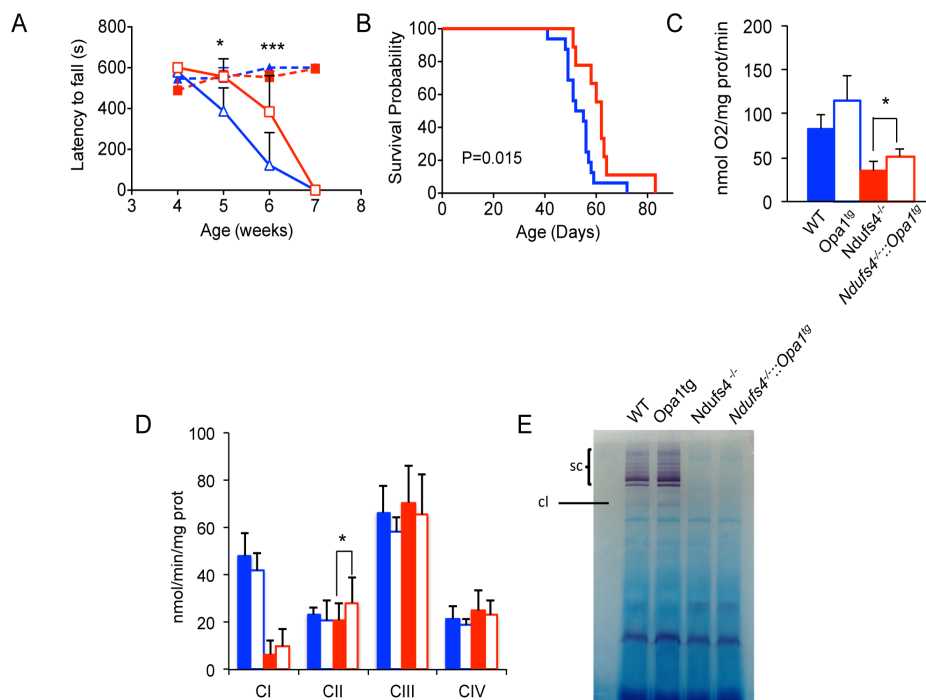 A
Latency to fall (s)
800
600
400
200
0
3 4 5 6 7 8
Age (weeks)
*
***
B
Survival Probability
100
80
60
40
20
0
P=0.015
0 20 40 60 80
Age (Days)
C
nmol O2/mg prot/min
200
150
100
50
0
*
WT
Opa1tg
Ndufs4-/-
Ndufs4-/-::Opa1tg
D
nmol/min/mg prot
100
80
60
40
20
0
*
CI CII CIII CIV
E
WT
Opa1tg
Ndufs4-/-
Ndufs4-/-::Opa1tg
sc
cI